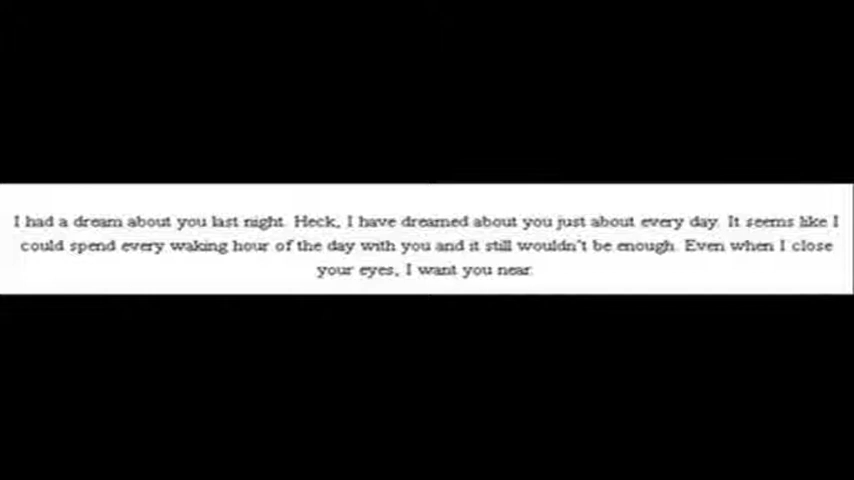 I had a dream about you last night. Heck, I have dreamed about you just about every day. It seems like I
could spend every waking hour of the day with you and it still wouldn't be enough. Even when I close
your eyes, I want you near.